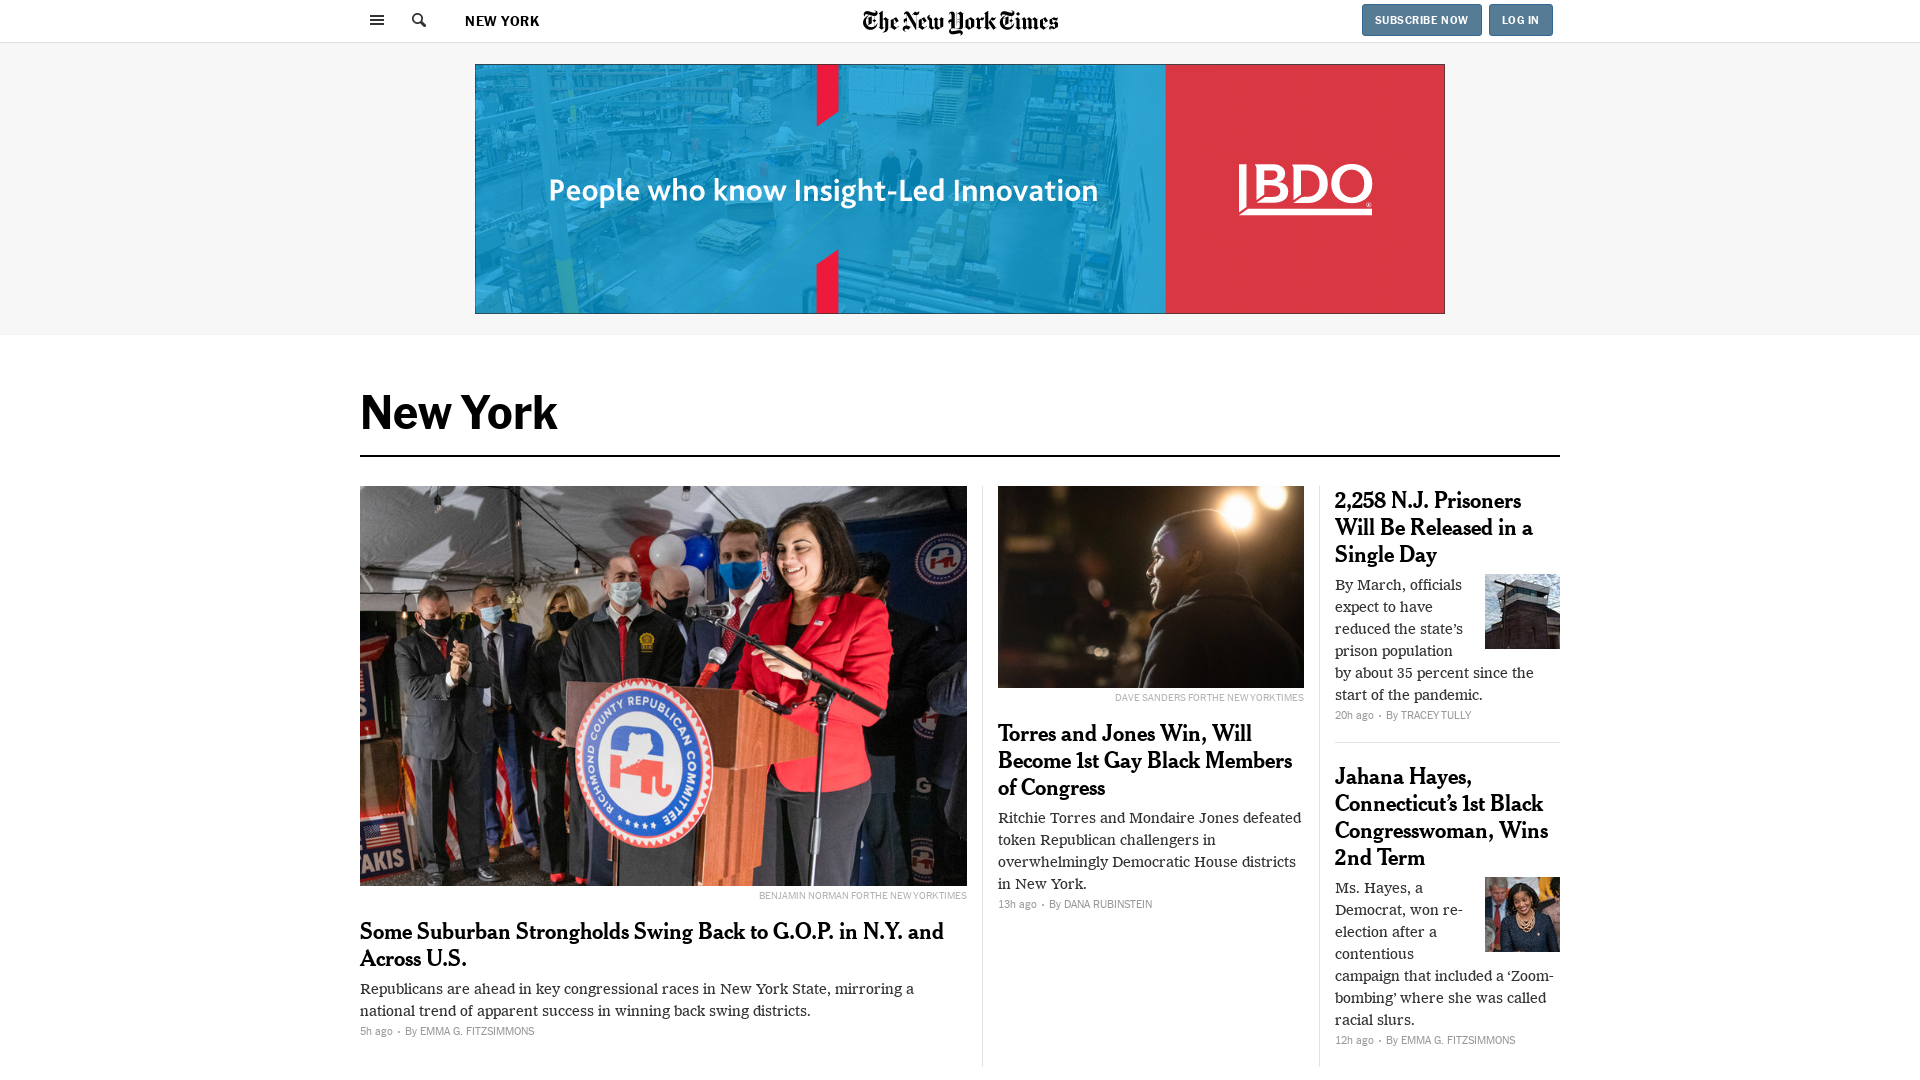 NEW YORK
The New York Times
SUBSCRIBE NOW
LOG IN
People who know Insight-Led Innovation
BDO
New York
RICHMOND COUNTY REPUBLICAN COMMITTEE
BENJAMIN NORMAN FOR THE NEW YORK TIMES
Some Suburban Strongholds Swing Back to G.O.P. in N.Y. and
Across U.S.
Republicans are ahead in key congressional races in New York State, mirroring a
national trend of apparent success in winning back swing districts.
5h ago • By EMMA G. FITZSIMMONS
DAVE SANDERS FOR THE NEW YORK TIMES
Torres and Jones Win, Will
Become 1st Gay Black Members
of Congress
Ritchie Torres and Mondaire Jones defeated
token Republican challengers in
overwhelmingly Democratic House districts
in New York.
13h ago • By DANA RUBINSTEIN
2,258 N.J. Prisoners
Will Be Released in a
Single Day
By March, officials
expect to have
reduced the state’s
prison population
by about 35 percent since the
start of the pandemic.
20h ago • By TRACEY TULLY
Jahana Hayes,
Connecticut’s 1st Black
Congresswoman, Wins
2nd Term
Ms. Hayes, a
Democrat, won re-
election after a
contentious
campaign that included a ‘Zoom-
bombing’ where she was called
racial slurs.
12h ago • By EMMA G. FITZSIMMONS